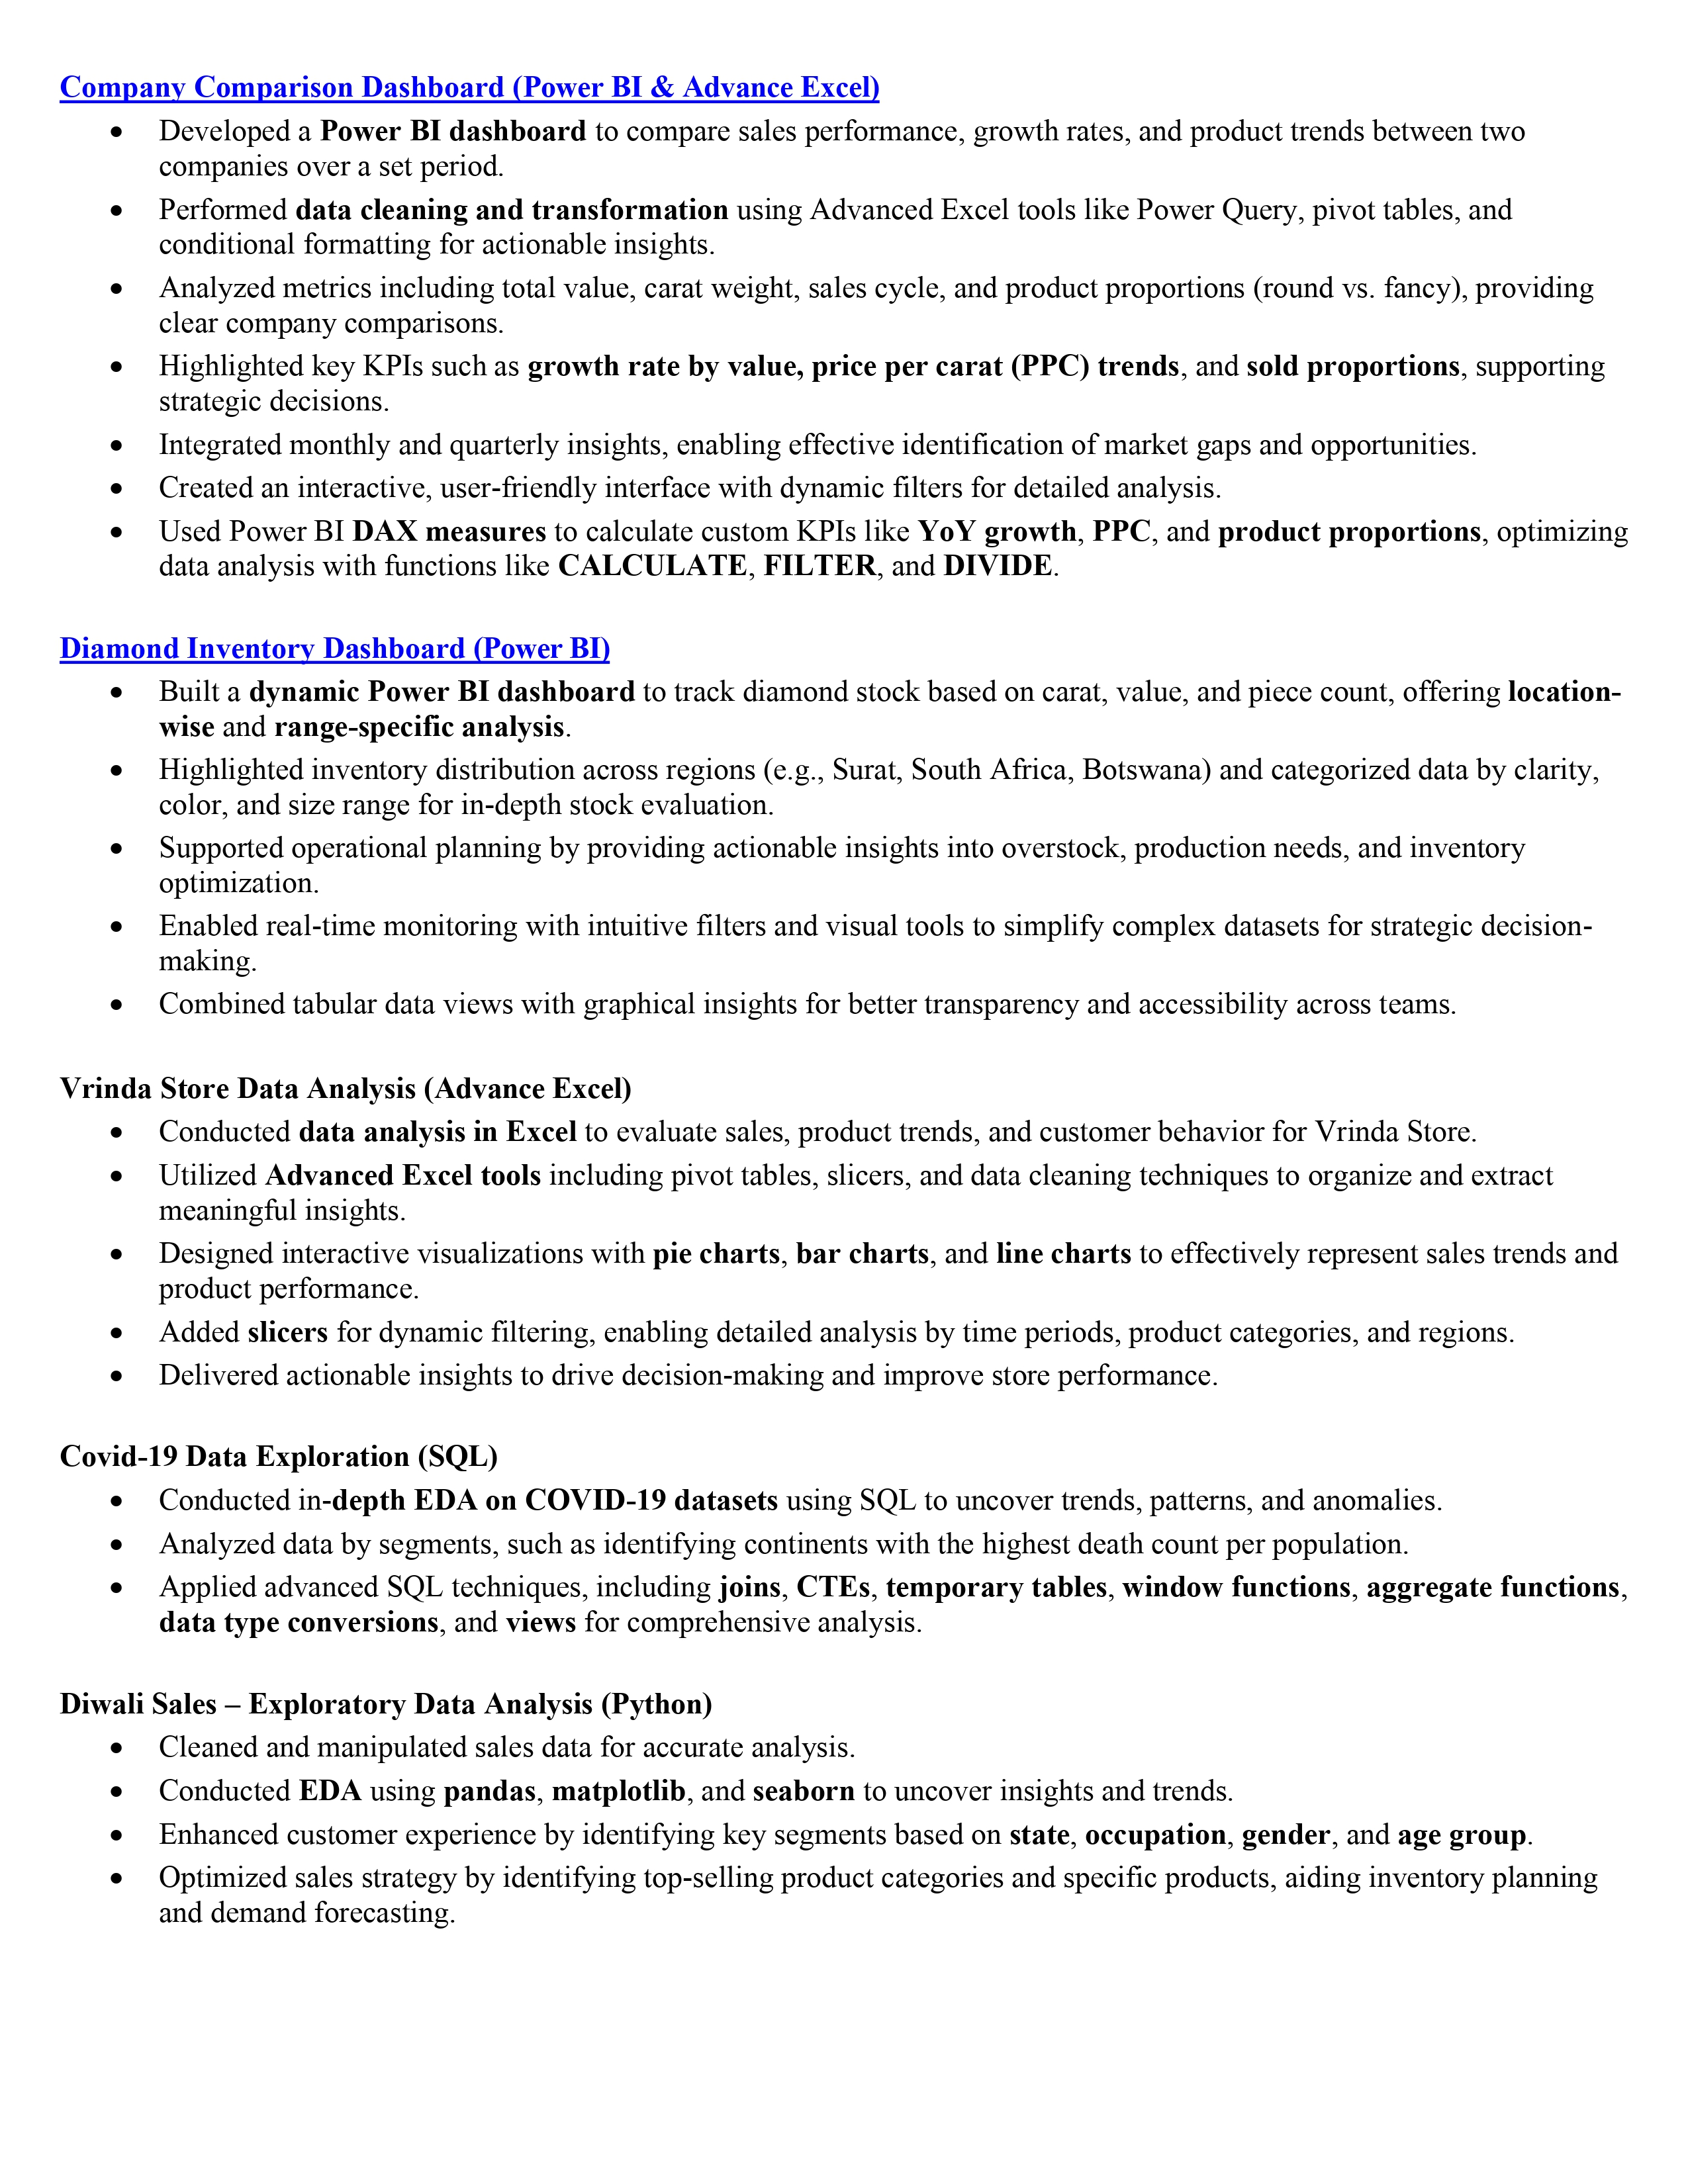 Company Comparison Dashboard (Power BI & Advance Excel)
• Developed a Power BI dashboard to compare sales performance, growth rates, and product trends between two
companies over a set period.
• Performed data cleaning and transformation using Advanced Excel tools like Power Query, pivot tables, and
conditional formatting for actionable insights.
• Analyzed metrics including total value, carat weight, sales cycle, and product proportions (round vs. fancy), providing
clear company comparisons.
• Highlighted key KPIs such as growth rate by value, price per carat (PPC) trends, and sold proportions, supporting
strategic decisions.
• Integrated monthly and quarterly insights, enabling effective identification of market gaps and opportunities.
• Created an interactive, user-friendly interface with dynamic filters for detailed analysis.
• Used Power BI DAX measures to calculate custom KPIs like YoY growth, PPC, and product proportions, optimizing
data analysis with functions like CALCULATE, FILTER, and DIVIDE.
Diamond Inventory Dashboard (Power BI)
• Built a dynamic Power BI dashboard to track diamond stock based on carat, value, and piece count, offering location-
wise and range-specific analysis.
• Highlighted inventory distribution across regions (e.g., Surat, South Africa, Botswana) and categorized data by clarity,
color, and size range for in-depth stock evaluation.
• Supported operational planning by providing actionable insights into overstock, production needs, and inventory
optimization.
• Enabled real-time monitoring with intuitive filters and visual tools to simplify complex datasets for strategic decision-
making.
• Combined tabular data views with graphical insights for better transparency and accessibility across teams.
Vrinda Store Data Analysis (Advance Excel)
• Conducted data analysis in Excel to evaluate sales, product trends, and customer behavior for Vrinda Store.
• Utilized Advanced Excel tools including pivot tables, slicers, and data cleaning techniques to organize and extract
meaningful insights.
• Designed interactive visualizations with pie charts, bar charts, and line charts to effectively represent sales trends and
product performance.
• Added slicers for dynamic filtering, enabling detailed analysis by time periods, product categories, and regions.
• Delivered actionable insights to drive decision-making and improve store performance.
Covid-19 Data Exploration (SQL)
• Conducted in-depth EDA on COVID-19 datasets using SQL to uncover trends, patterns, and anomalies.
• Analyzed data by segments, such as identifying continents with the highest death count per population.
• Applied advanced SQL techniques, including joins, CTEs, temporary tables, window functions, aggregate functions,
data type conversions, and views for comprehensive analysis.
Diwali Sales – Exploratory Data Analysis (Python)
• Cleaned and manipulated sales data for accurate analysis.
• Conducted EDA using pandas, matplotlib, and seaborn to uncover insights and trends.
• Enhanced customer experience by identifying key segments based on state, occupation, gender, and age group.
• Optimized sales strategy by identifying top-selling product categories and specific products, aiding inventory planning
and demand forecasting.